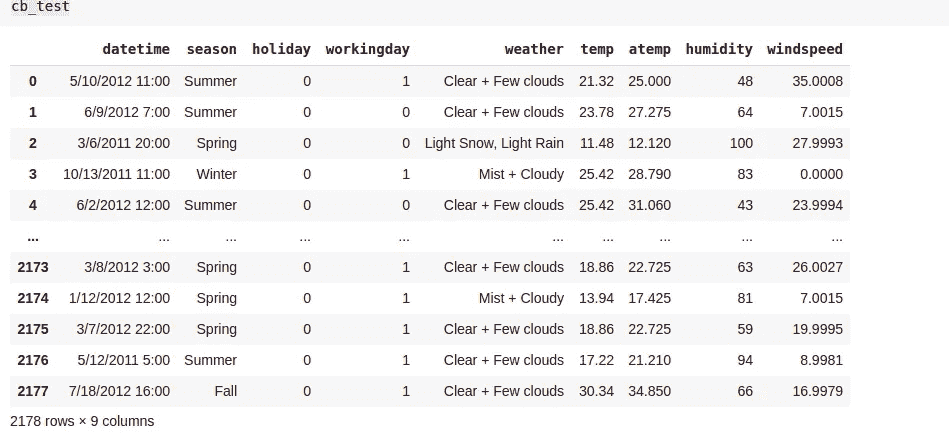 cb_test
datetime season holiday workingday weather temp atemp humidity windspeed
0 5/10/2012 11:00 Summer 0 1 Clear + Few clouds 21.32 25.000 48 35.0008
1 6/9/2012 7:00 Summer 0 0 Clear + Few clouds 23.78 27.275 64 7.0015
2 3/6/2011 20:00 Spring 0 0 Light Snow, Light Rain 11.48 12.120 100 27.9993
3 10/13/2011 11:00 Winter 0 1 Mist + Cloudy 25.42 28.790 83 0.0000
4 6/2/2012 12:00 Summer 0 0 Clear + Few clouds 25.42 31.060 43 23.9994
... ... ... ... ... ... ... ... ... ...
2173 3/8/2012 3:00 Spring 0 1 Clear + Few clouds 18.86 22.725 63 26.0027
2174 1/12/2012 12:00 Spring 0 1 Mist + Cloudy 13.94 17.425 81 7.0015
2175 3/7/2012 22:00 Spring 0 1 Clear + Few clouds 18.86 22.725 59 19.9995
2176 5/12/2011 5:00 Summer 0 1 Clear + Few clouds 17.22 21.210 94 8.9981
2177 7/18/2012 16:00 Fall 0 1 Clear + Few clouds 30.34 34.850 66 16.9979
2178 rows × 9 columns